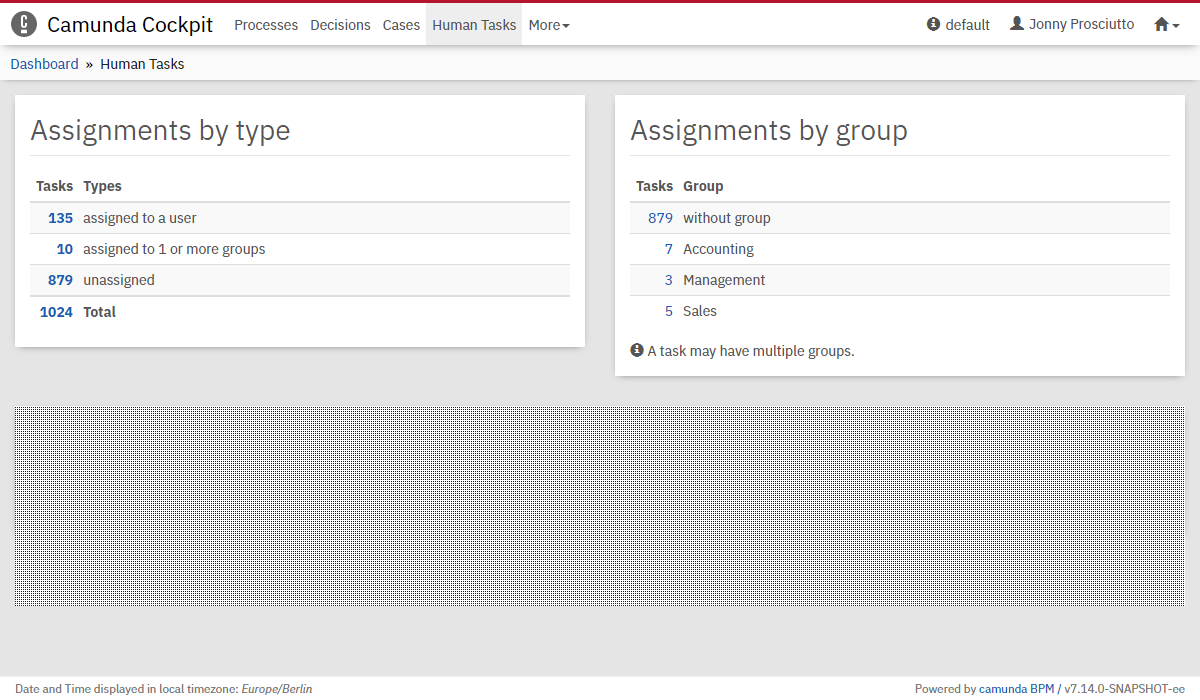 Camunda Cockpit Processes Decisions Cases Human Tasks More default Jonny Prosciutto
Dashboard » Human Tasks
Assignments by type
Tasks Types
135 assigned to a user
10 assigned to 1 or more groups
879 unassigned
1024 Total
Assignments by group
Tasks Group
879 without group
7 Accounting
3 Management
5 Sales
A task may have multiple groups.
Date and Time displayed in local timezone: Europe/Berlin
Powered by camunda BPM / v7.14.0-SNAPSHOT-ee